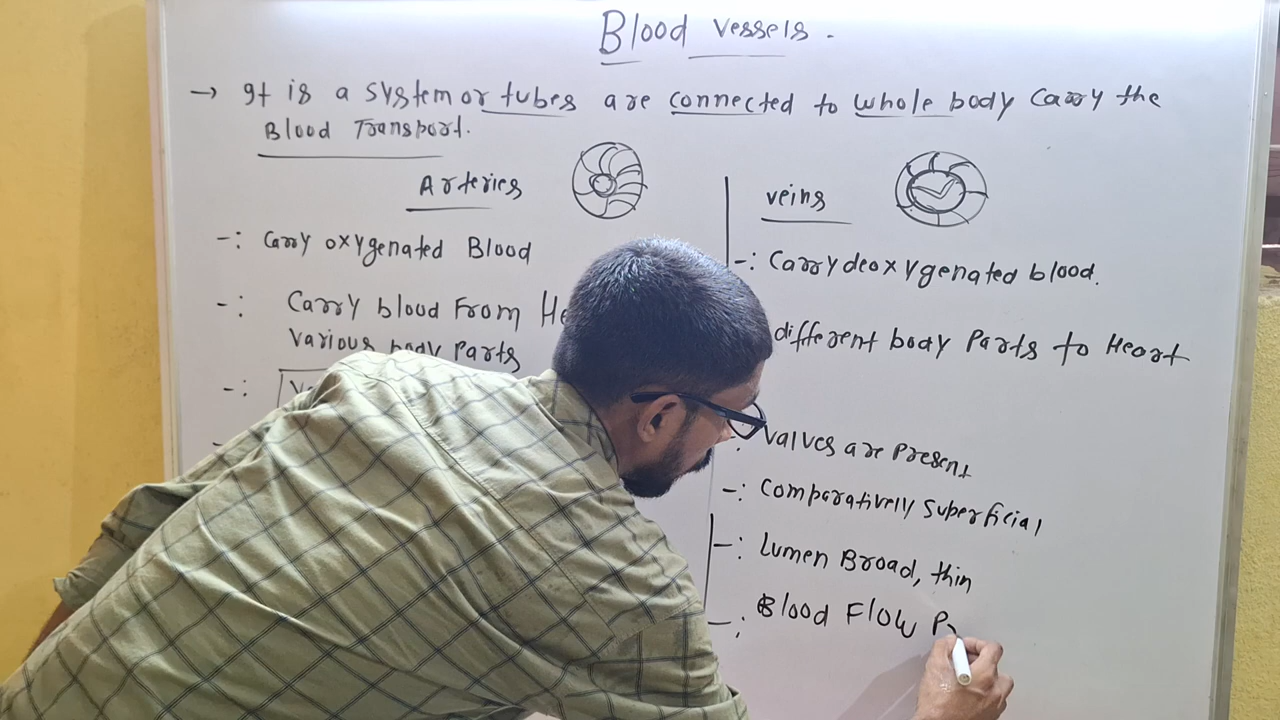 Blood vessels.
→ It is a system or tubes are connected to whole body carry the
Blood Transport.
Arteries
-: Carry oxygenated Blood
-: Carry blood From
various body Parts
-:
veins
-: Carry deoxygenated blood.
different body Parts to Heart
valves are Present
-: Comparatively Superficial
-: Lumen Broad, thin
-: Blood Flow